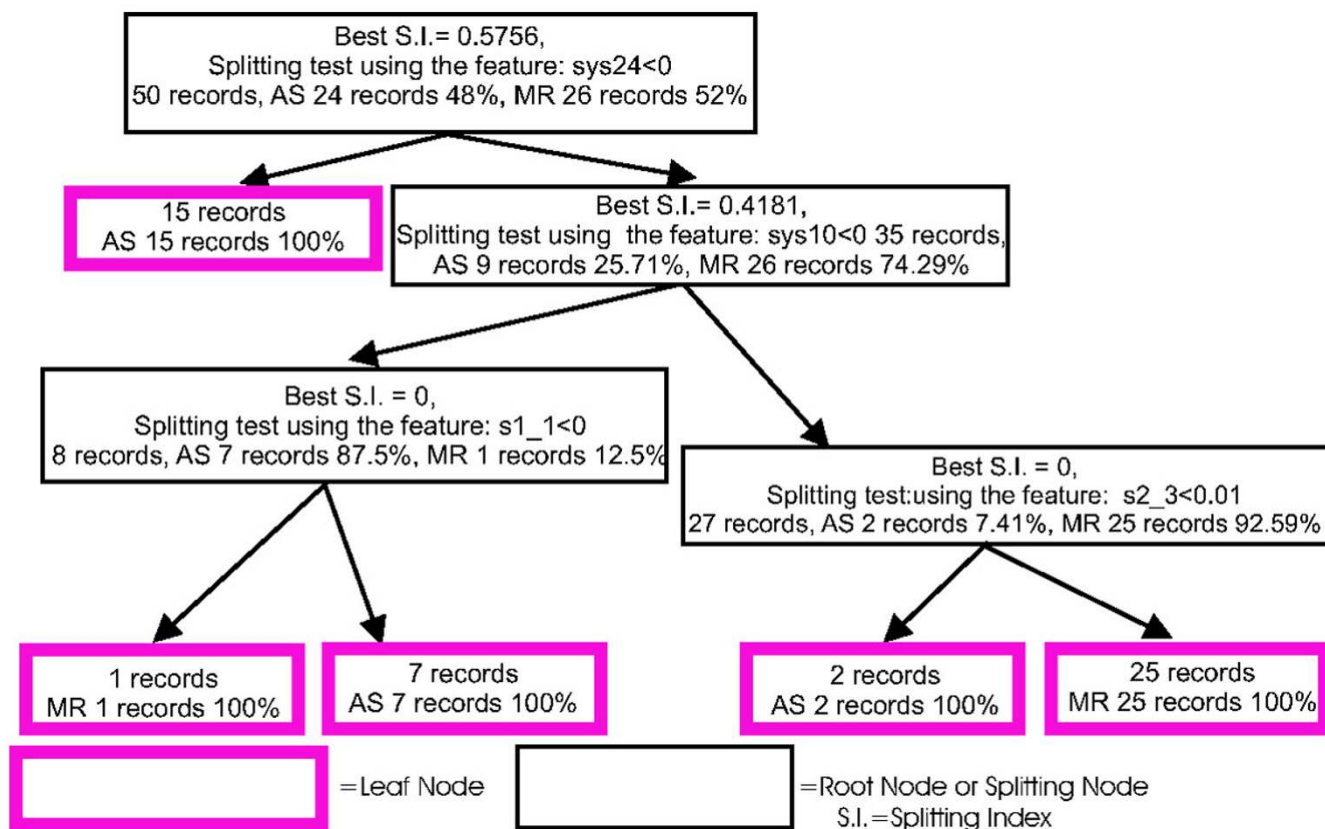 Best S.I.= 0.5756,
Splitting test using the feature: sys24<0
50 records, AS 24 records 48%, MR 26 records 52%
15 records
AS 15 records 100%
Best S.I.= 0.4181,
Splitting test using the feature: sys10<0 35 records,
AS 9 records 25.71%, MR 26 records 74.29%
Best S.I. = 0,
Splitting test using the feature: s1_1<0
8 records, AS 7 records 87.5%, MR 1 records 12.5%
Best S.I. = 0,
Splitting test:using the feature: s2_3<0.01
27 records, AS 2 records 7.41%, MR 25 records 92.59%
1 records
MR 1 records 100%
7 records
AS 7 records 100%
2 records
AS 2 records 100%
25 records
MR 25 records 100%
=Leaf Node
=Root Node or Splitting Node
S.I.=Splitting Index